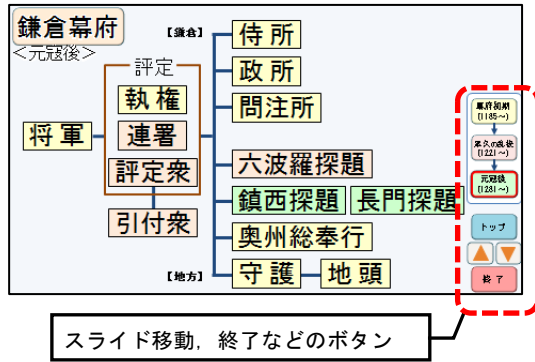 鎌倉幕府
<元寇後>
【鎌倉】
評定
将軍
執権
連署
評定衆
引付衆
侍所
政所
問注所
六波羅探題
鎮西探題
長門探題
奥州総奉行
【地方】
守護
地頭
幕府初期
(1185~)
承久の乱後
(1221~)
元寇後
(1281~)
トップ
終了
スライド移動，終了などのボタン